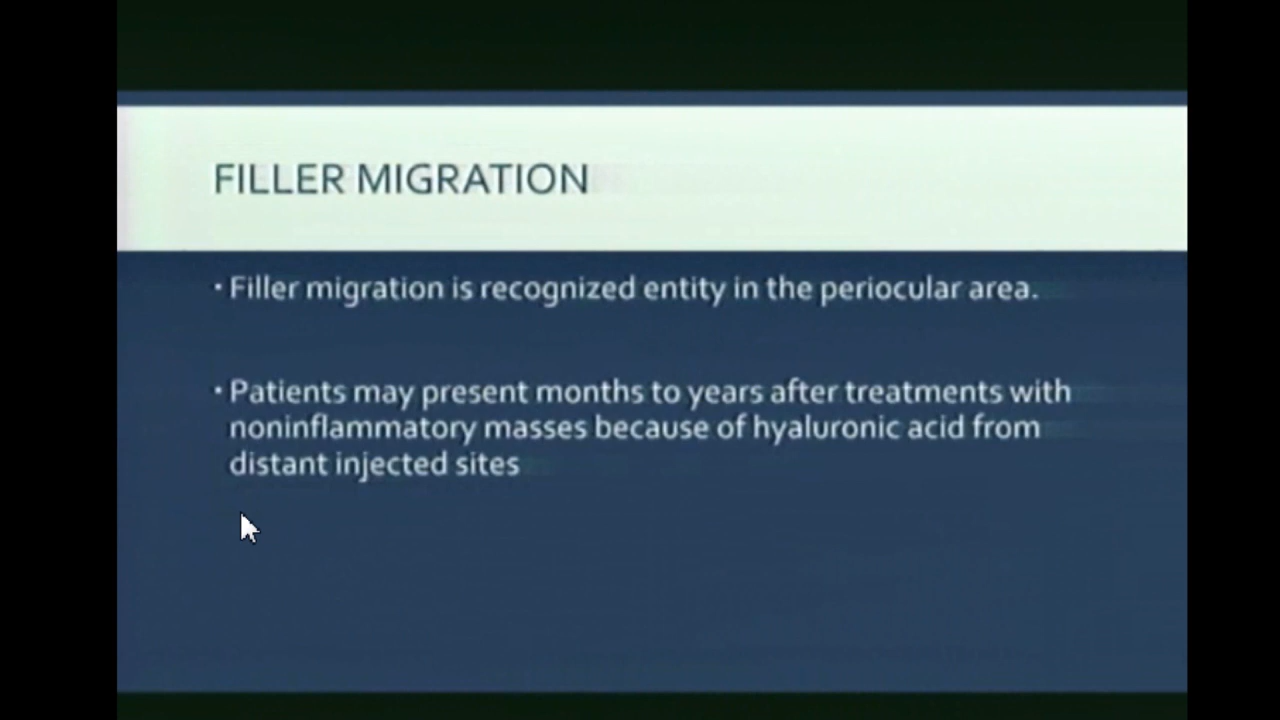 FILLER MIGRATION
• Filler migration is recognized entity in the periocular area.
• Patients may present months to years after treatments with
noninflammatory masses because of hyaluronic acid from
distant injected sites